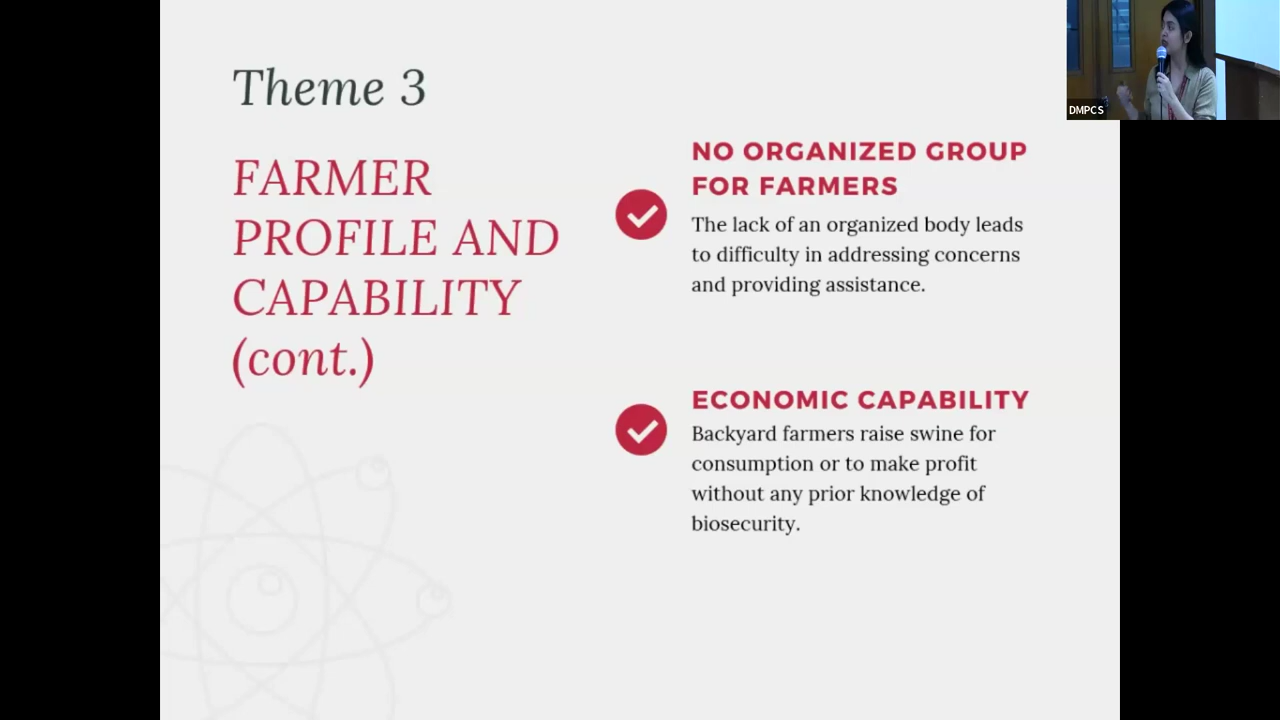 Theme 3
FARMER
PROFILE AND
CAPABILITY
(cont.)
NO ORGANIZED GROUP
FOR FARMERS
The lack of an organized body leads
to difficulty in addressing concerns
and providing assistance.
ECONOMIC CAPABILITY
Backyard farmers raise swine for
consumption or to make profit
without any prior knowledge of
biosecurity.
DMPCS